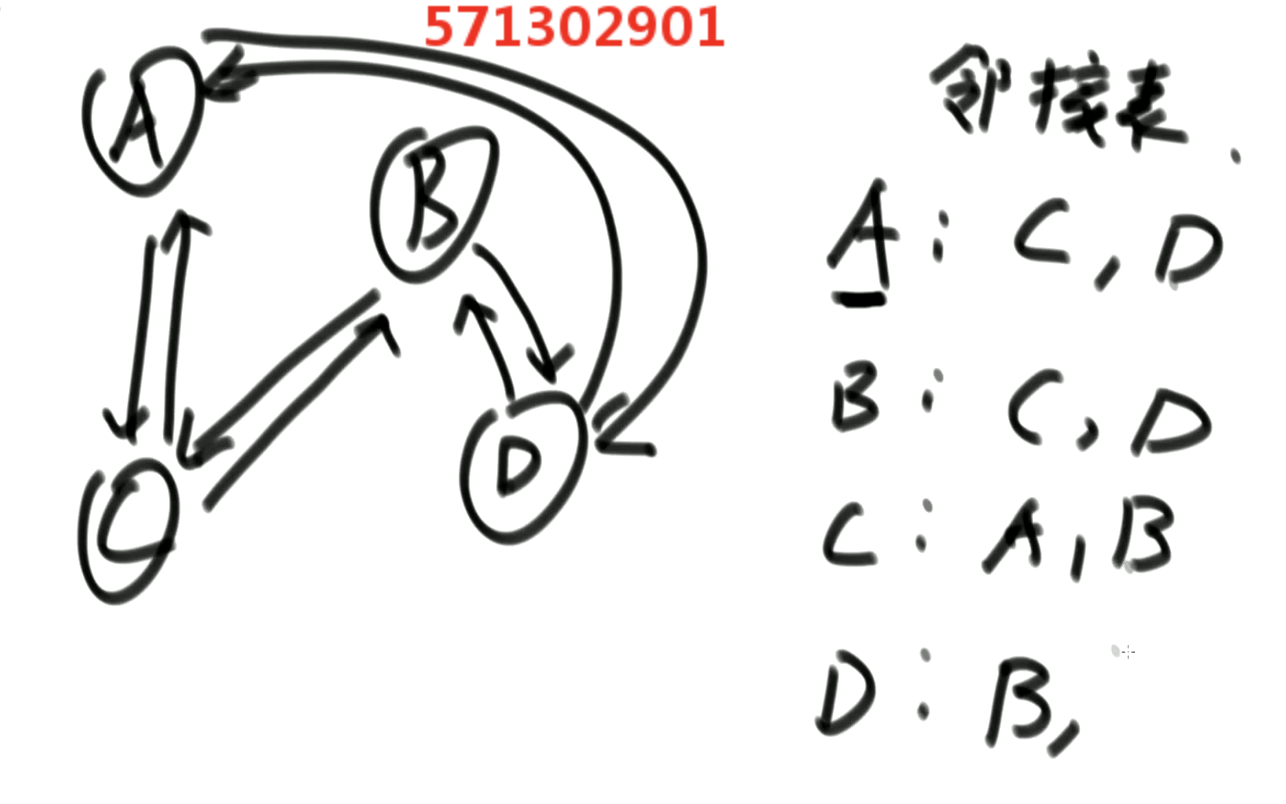 571302901
邻接表.
A
B
C
D
A: C, D
B: C, D
C: A, B
D: B,